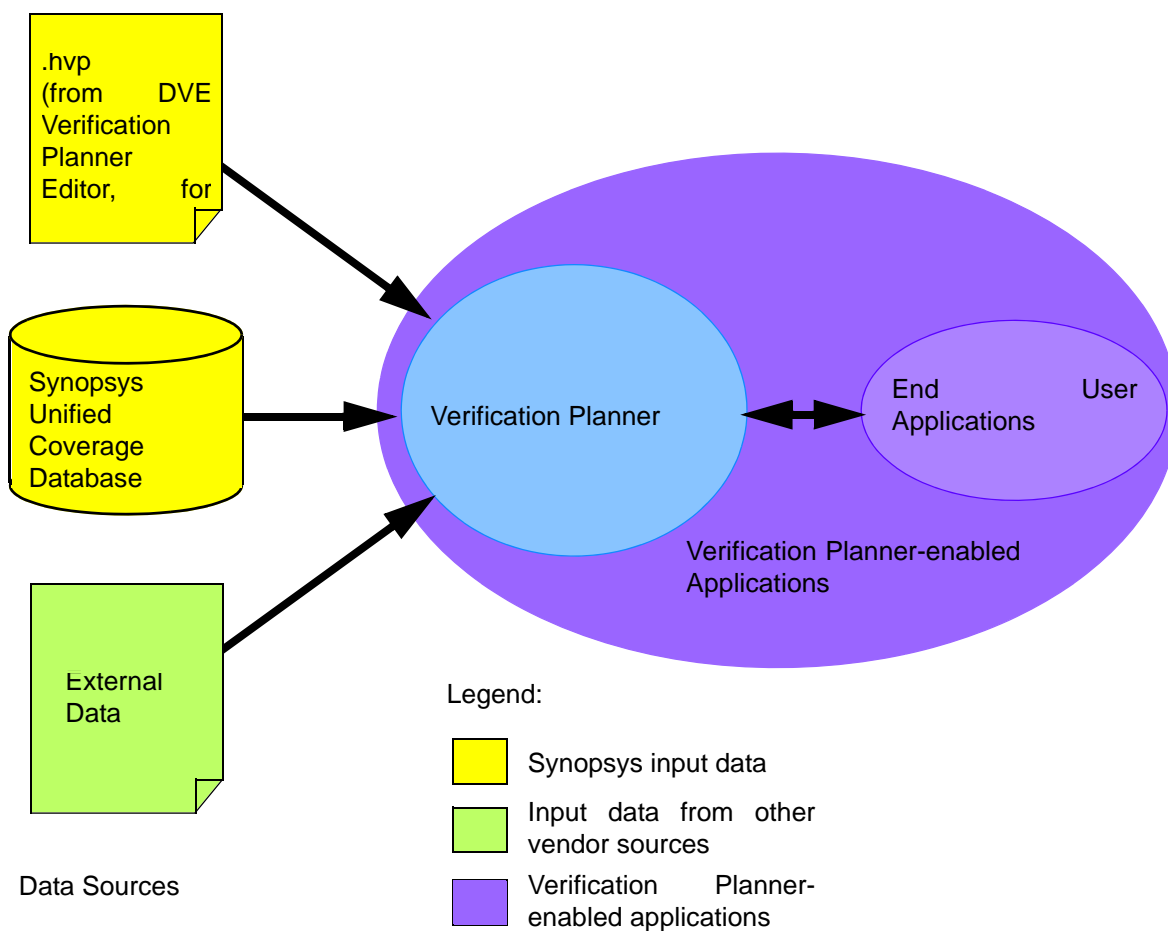 .hvp
(from DVE
Verification
Planner
Editor, for
Synopsys
Unified
Coverage
Database
External
Data
Data Sources
Verification Planner
End User
Applications
Verification Planner-enabled
Applications
Legend:
Synopsys input data
Input data from other
vendor sources
Verification Planner-
enabled applications